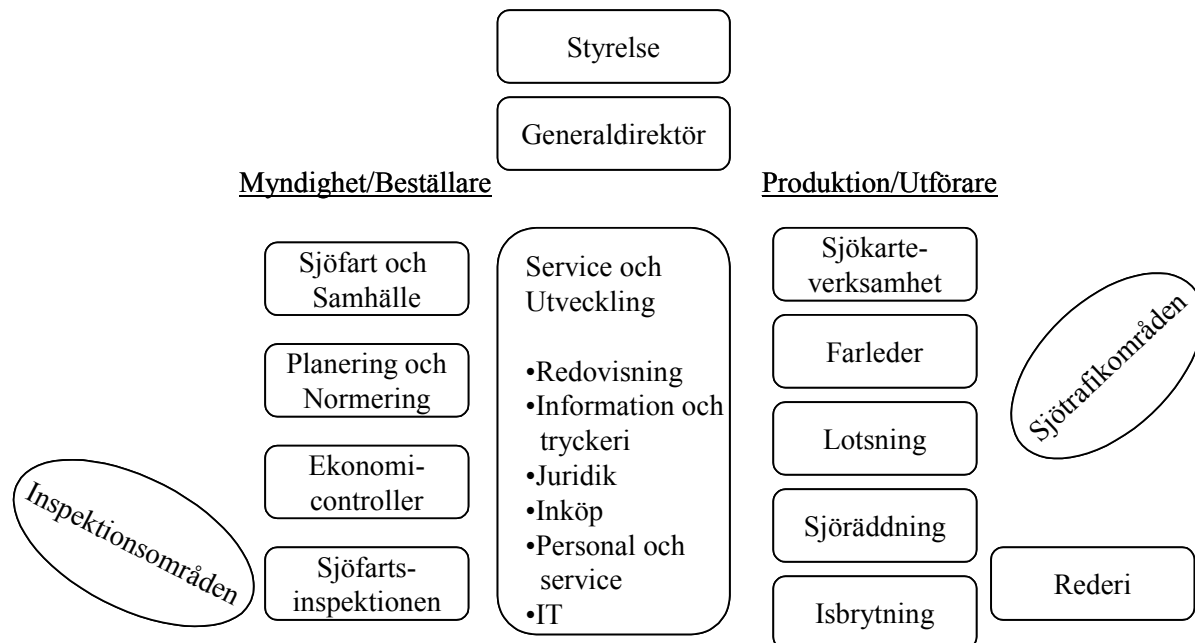 Styrelse
Generaldirektör
Myndighet/Beställare
Produktion/Utförare
Sjöfart och
Samhälle
Planering och
Normering
Ekonomi-
controller
Sjöfarts-
inspektionen
Inspektionsområden
Service och
Utveckling
•Redovisning
•Information och
tryckeri
•Juridik
•Inköp
•Personal och
service
•IT
Sjökarte-
verksamhet
Farleder
Lotsning
Sjöräddning
Isbrytning
Sjötrafikområden
Rederi